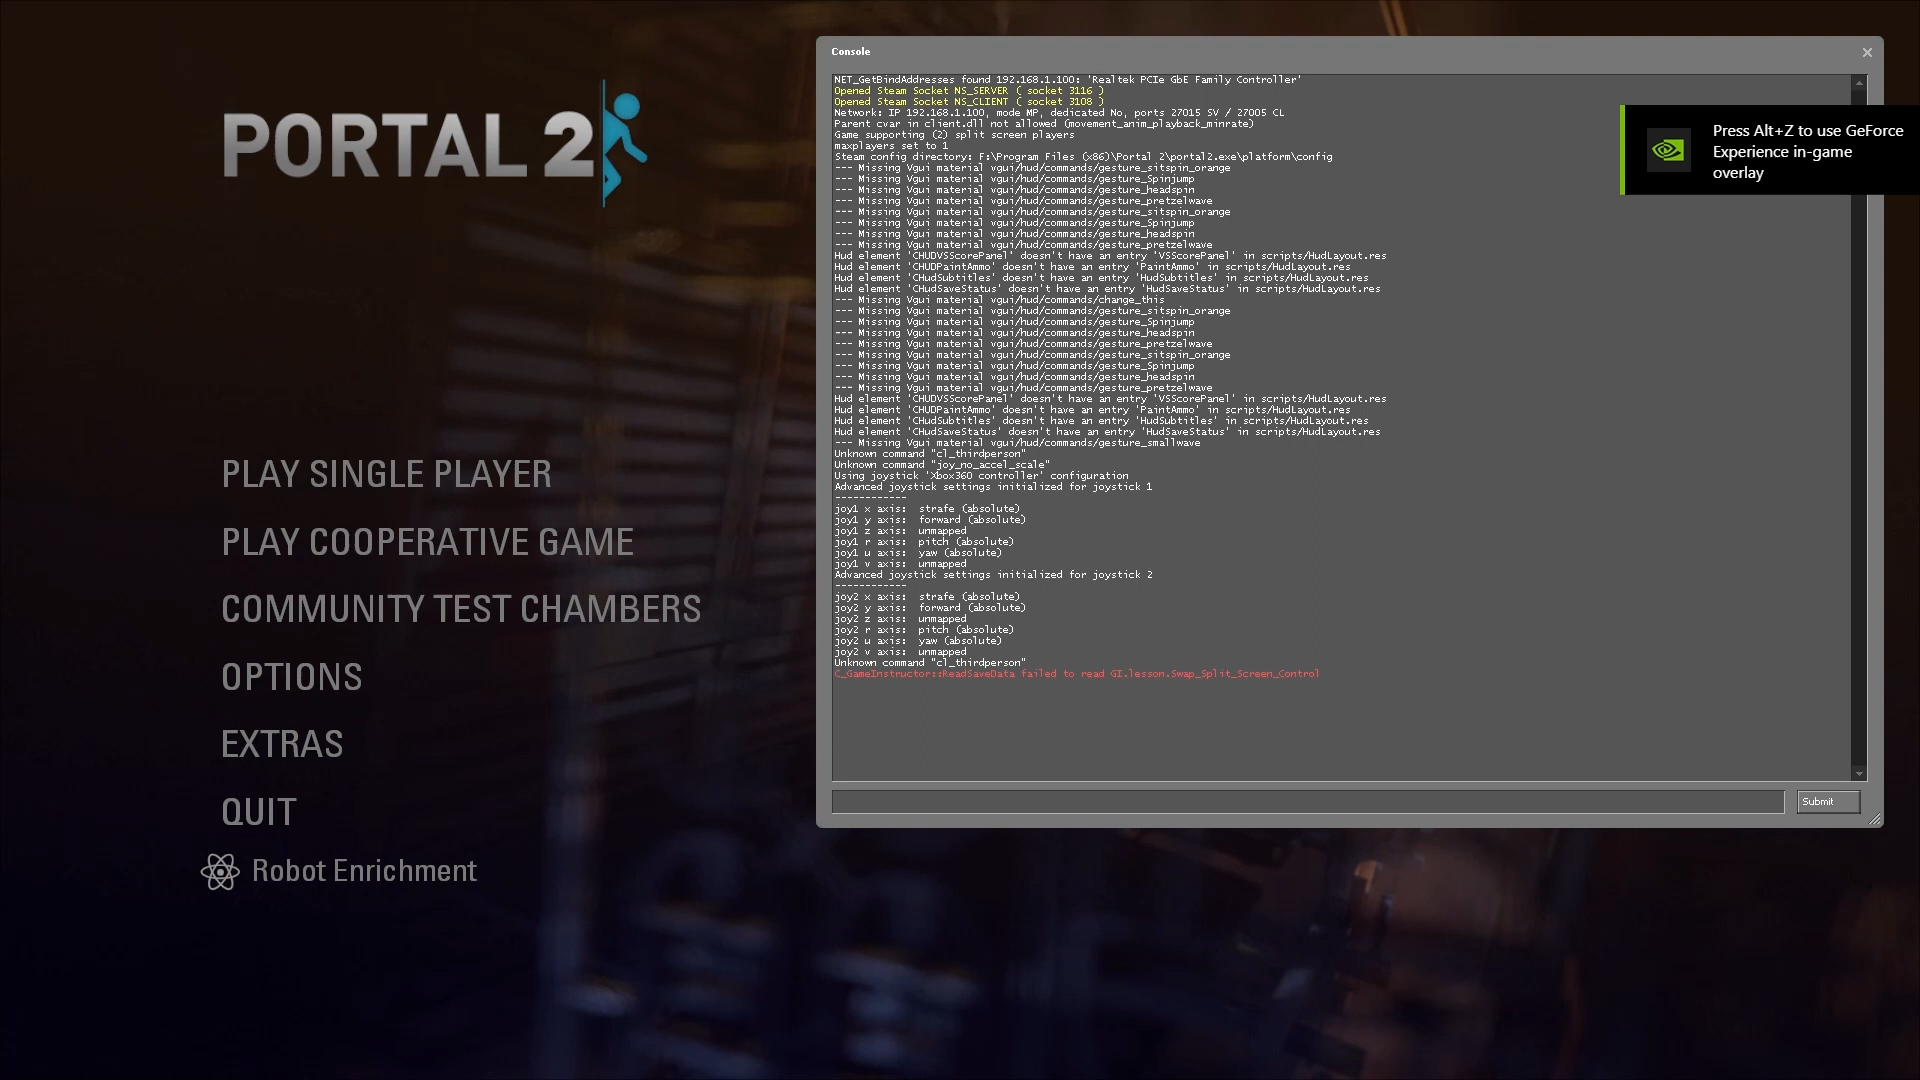 PORTAL 2
PLAY SINGLE PLAYER
PLAY COOPERATIVE GAME
COMMUNITY TEST CHAMBERS
OPTIONS
EXTRAS
QUIT
Robot Enrichment
Console
NET_GetBindAddresses found 192.168.1.100: 'Realtek PCIe GbE Family Controller'
Opened Steam Socket NS_SERVER ( socket 3116 )
Opened Steam Socket NS_CLIENT ( socket 3108 )
Network: IP 192.168.1.100, mode MP, dedicated No, ports 27015 SV / 27005 CL
Parent cvar in client.dll not allowed (movement_anim_playback_minrate)
Game supporting (2) split screen players
maxplayers set to 1
Steam config directory: F:\Program Files (x86)\Portal 2\portal2.exe\platform\config
--- Missing Vgui material vgui/hud/commands/gesture_sitspin_orange
--- Missing Vgui material vgui/hud/commands/gesture_Spinjump
--- Missing Vgui material vgui/hud/commands/gesture_headspin
--- Missing Vgui material vgui/hud/commands/gesture_pretzelwave
--- Missing Vgui material vgui/hud/commands/gesture_sitspin_orange
--- Missing Vgui material vgui/hud/commands/gesture_Spinjump
--- Missing Vgui material vgui/hud/commands/gesture_headspin
--- Missing Vgui material vgui/hud/commands/gesture_pretzelwave
Hud element 'CHUDVSScorePanel' doesn't have an entry 'VSScorePanel' in scripts/HudLayout.res
Hud element 'CHUDPaintAmmo' doesn't have an entry 'PaintAmmo' in scripts/HudLayout.res
Hud element 'CHudSubtitles' doesn't have an entry 'HudSubtitles' in scripts/HudLayout.res
Hud element 'CHudSaveStatus' doesn't have an entry 'HudSaveStatus' in scripts/HudLayout.res
--- Missing Vgui material vgui/hud/commands/change_this
--- Missing Vgui material vgui/hud/commands/gesture_sitspin_orange
--- Missing Vgui material vgui/hud/commands/gesture_Spinjump
--- Missing Vgui material vgui/hud/commands/gesture_headspin
--- Missing Vgui material vgui/hud/commands/gesture_pretzelwave
--- Missing Vgui material vgui/hud/commands/gesture_sitspin_orange
--- Missing Vgui material vgui/hud/commands/gesture_Spinjump
--- Missing Vgui material vgui/hud/commands/gesture_headspin
--- Missing Vgui material vgui/hud/commands/gesture_pretzelwave
Hud element 'CHUDVSScorePanel' doesn't have an entry 'VSScorePanel' in scripts/HudLayout.res
Hud element 'CHUDPaintAmmo' doesn't have an entry 'PaintAmmo' in scripts/HudLayout.res
Hud element 'CHudSubtitles' doesn't have an entry 'HudSubtitles' in scripts/HudLayout.res
Hud element 'CHudSaveStatus' doesn't have an entry 'HudSaveStatus' in scripts/HudLayout.res
--- Missing Vgui material vgui/hud/commands/gesture_smallwave
Unknown command "cl_thirdperson"
Unknown command "joy_no_accel_scale"
Using joystick 'Xbox360 controller' configuration
Advanced joystick settings initialized for joystick 1
------------
joy1 x axis:  strafe (absolute)
joy1 y axis:  forward (absolute)
joy1 z axis:  unmapped
joy1 r axis:  pitch (absolute)
joy1 u axis:  yaw (absolute)
joy1 v axis:  unmapped
Advanced joystick settings initialized for joystick 2
------------
joy2 x axis:  strafe (absolute)
joy2 y axis:  forward (absolute)
joy2 z axis:  unmapped
joy2 r axis:  pitch (absolute)
joy2 u axis:  yaw (absolute)
joy2 v axis:  unmapped
Unknown command "cl_thirdperson"
C_GameInstructor::ReadSaveData failed to read GI.lesson.Swap_Split_Screen_Control
Submit
Press Alt+Z to use GeForce
Experience in-game
overlay